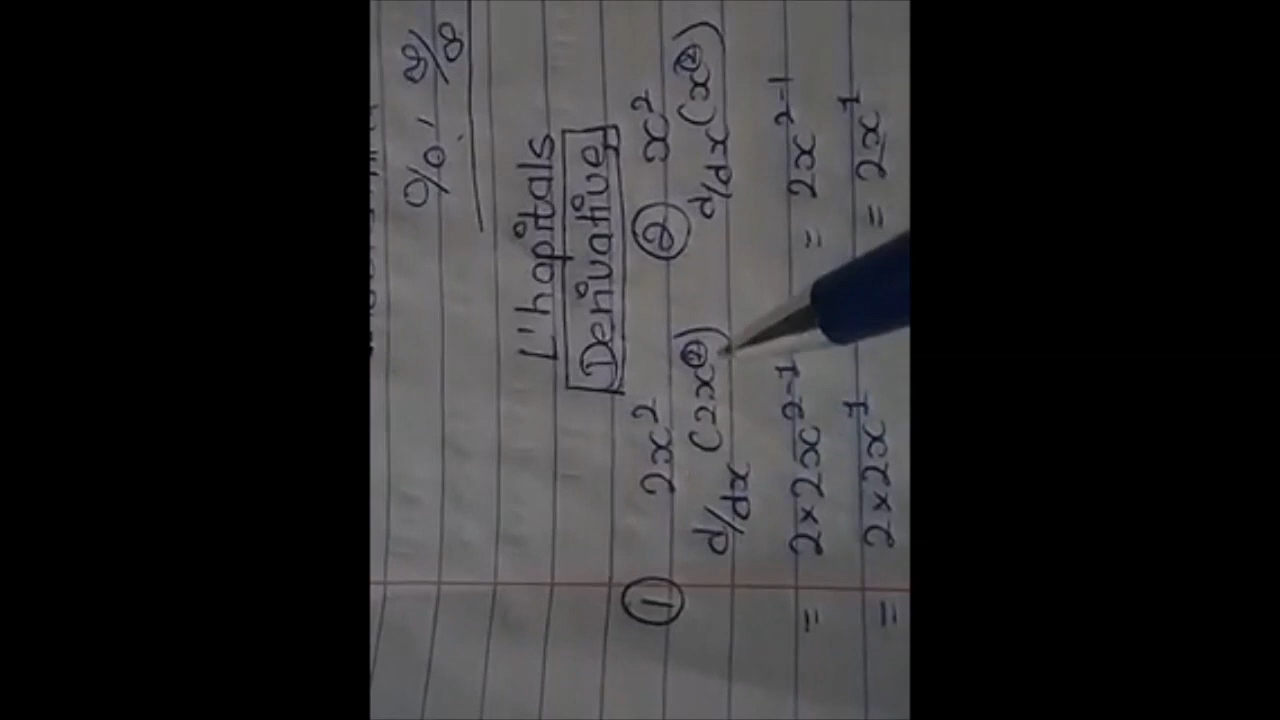 0/0 ; ∞/∞
L'hopitals
Derivative
① 2x² ② x²
d/dx (2x²) d/dx (x²)
= 2×2x²⁻¹ = 2x²⁻¹
= 2×2x¹ = 2x¹